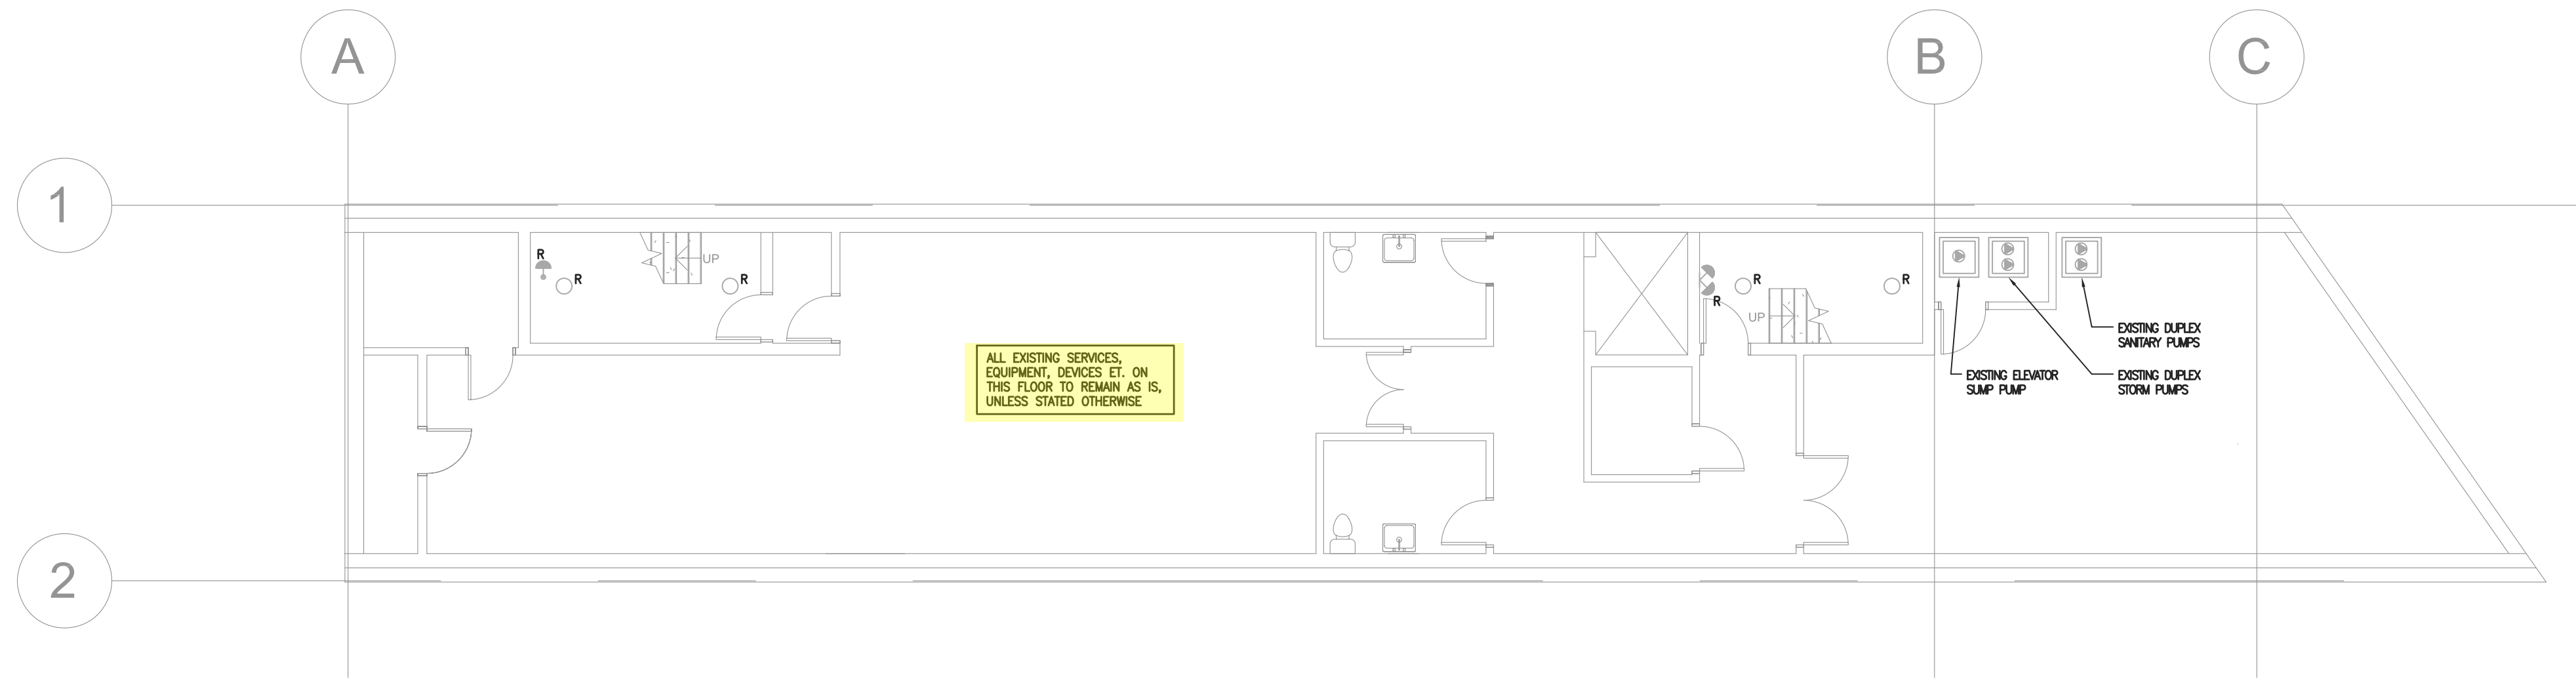 A
B
C
1
R
R
UP
R
R
R
R
UP
ALL EXISTING SERVICES,
EQUIPMENT, DEVICES ET. ON
THIS FLOOR TO REMAIN AS IS,
UNLESS STATED OTHERWISE
EXISTING DUPLEX
SANITARY PUMPS
EXISTING ELEVATOR
SUMP PUMP
EXISTING DUPLEX
STORM PUMPS
2